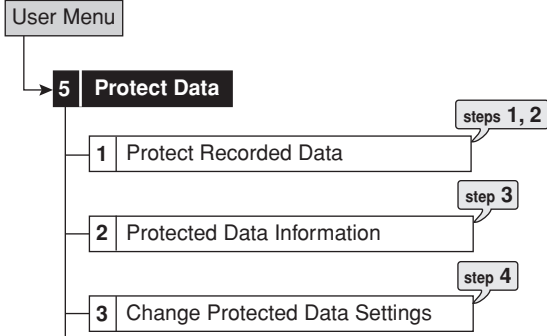 User Menu
5 Protect Data
steps 1, 2
1 Protect Recorded Data
step 3
2 Protected Data Information
step 4
3 Change Protected Data Settings